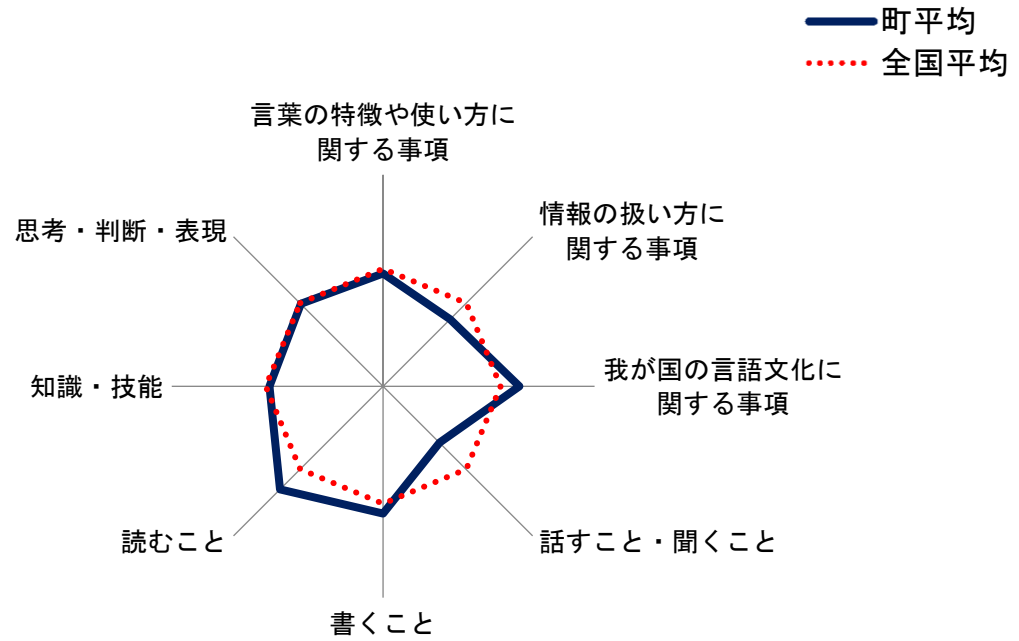 町平均
全国平均
言葉の特徴や使い方に
関する事項
情報の扱い方に
関する事項
我が国の言語文化に
関する事項
話すこと・聞くこと
書くこと
読むこと
知識・技能
思考・判断・表現